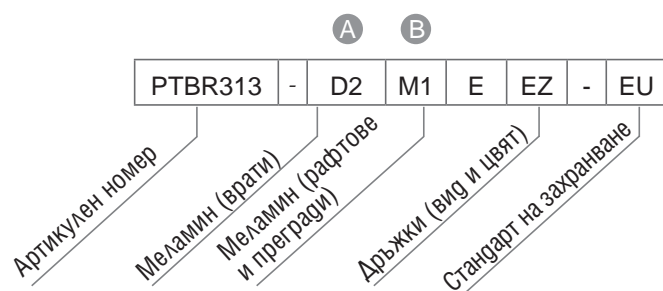 A B
PTBR313 - D2 M1 E EZ - EU
Артикулен номер
Меламин (врати)
Меламин (рафтове
и прегради)
Дръжки (вид и цвят)
Стандарт на захранване